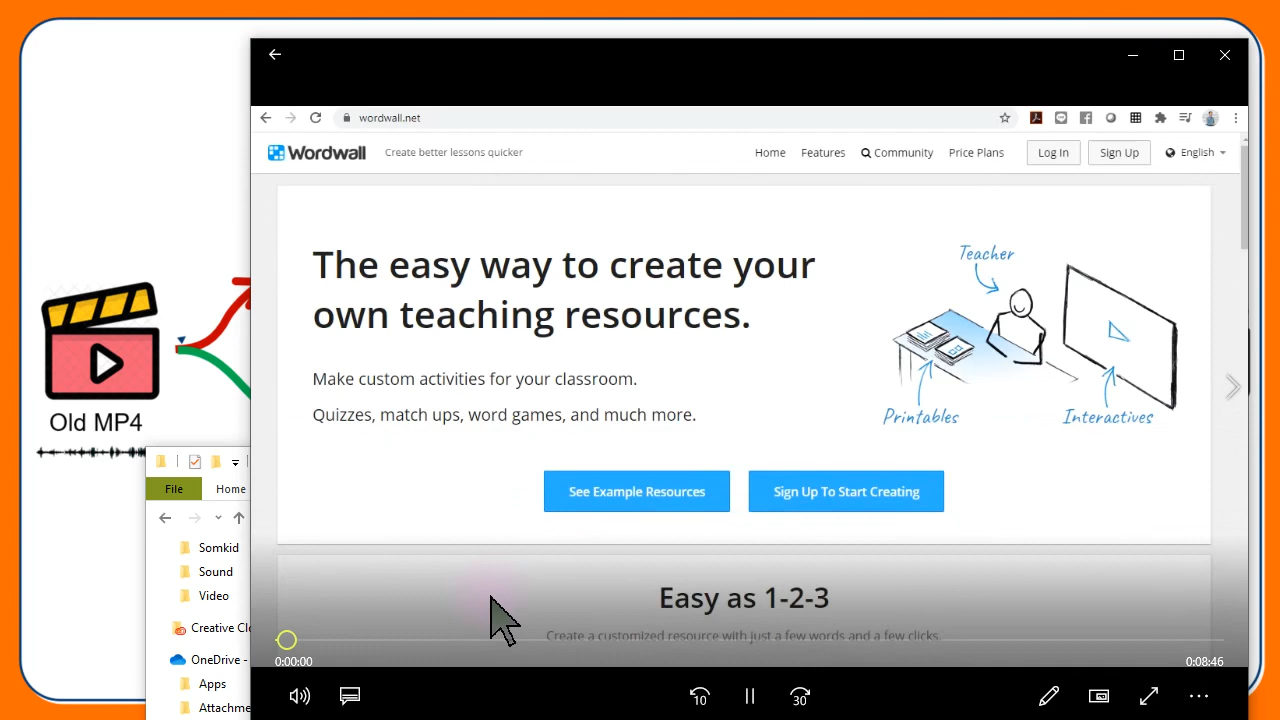 wordwall.net
Wordwall
Create better lessons quicker
Home
Features
Community
Price Plans
Log In
Sign Up
English
The easy way to create your
own teaching resources.
Make custom activities for your classroom.
Quizzes, match ups, word games, and much more.
Teacher
Printables
Interactives
See Example Resources
Sign Up To Start Creating
Easy as 1-2-3
Create a customized resource with just a few words and a few clicks.
0:00:00
0:08:46
10
30
Old MP4
File
Home
Somkid
Sound
Video
Creative Clo
OneDrive -
Apps
Attachme